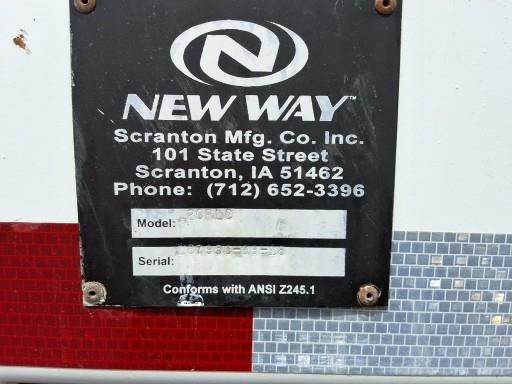 NEW WAY™
Scranton Mfg. Co. Inc.
101 State Street
Scranton, IA 51462
Phone: (712) 652-3396
Model:
Serial:
Conforms with ANSI Z245.1